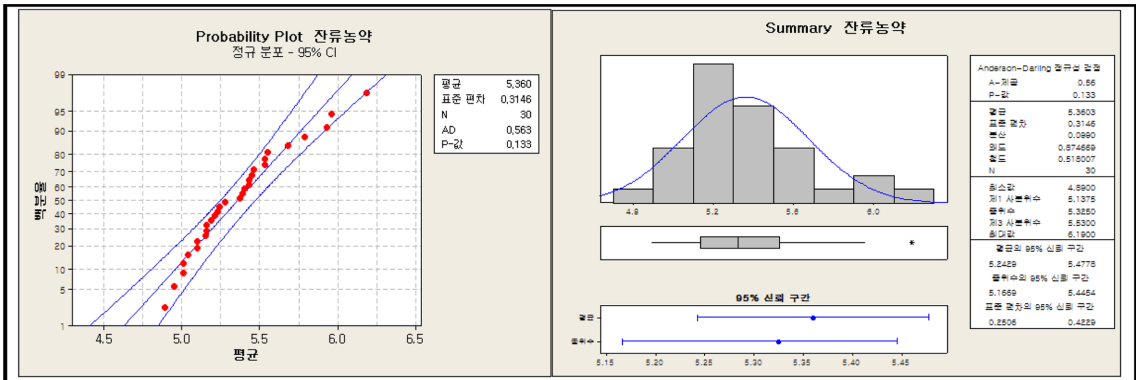 Probability Plot 잔류농약
정규 분포 - 95% CI
99
95
90
80
70
60
50
40
30
20
10
5
1
백분율
4.5 5.0 5.5 6.0 6.5
평균
평균 5.360
표준 편차 0.3146
N 30
AD 0.563
P-값 0.133
Summary 잔류농약
4.8 5.2 5.6 6.0
*
95% 신뢰 구간
평균
중위수
5.15 5.20 5.25 5.30 5.35 5.40 5.45
Anderson-Darling 정규성 검정
A-제곱 0.56
P-값 0.133
평균 5.3603
표준 편차 0.3146
분산 0.0990
왜도 0.874669
첨도 0.518007
N 30
최소값 4.8900
제1 사분위수 5.1375
중위수 5.3250
제3 사분위수 5.5300
최대값 6.1900
평균의 95% 신뢰 구간
5.2429 5.4778
중위수의 95% 신뢰 구간
5.1669 5.4454
표준 편차의 95% 신뢰 구간
0.2506 0.4229